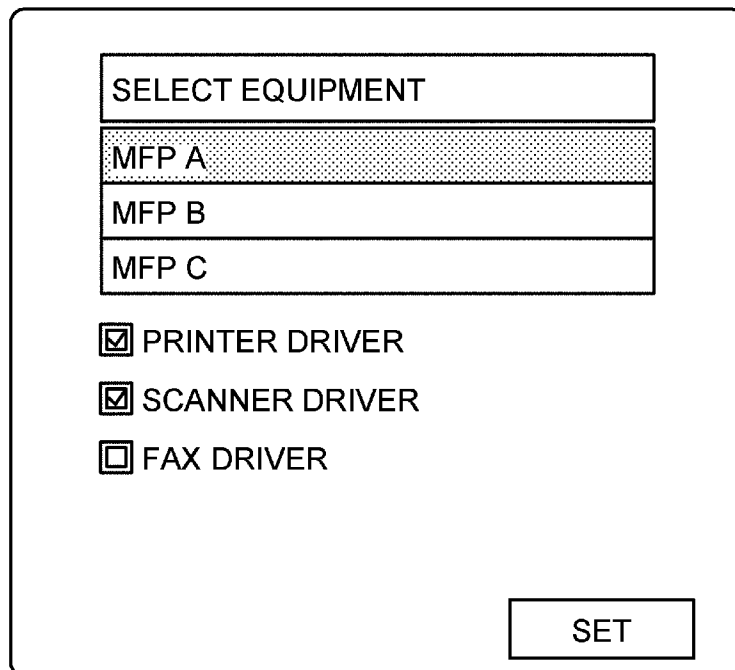 SELECT EQUIPMENT
MFP A
MFP B
MFP C
PRINTER DRIVER
SCANNER DRIVER
FAX DRIVER
SET